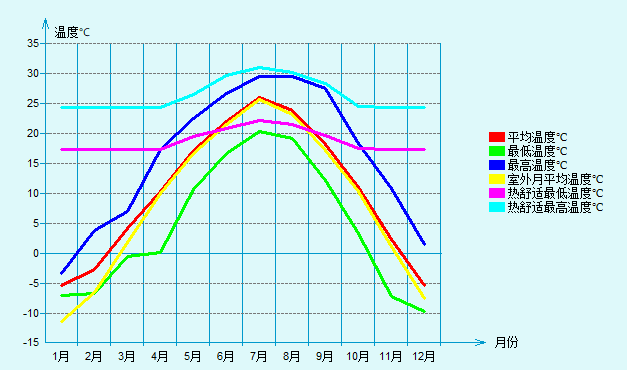 温度℃
35
30
25
20
15
10
5
0
-5
-10
-15
1月 2月 3月 4月 5月 6月 7月 8月 9月 10月 11月 12月
月份
平均温度℃
最低温度℃
最高温度℃
室外月平均温度℃
热舒适最低温度℃
热舒适最高温度℃